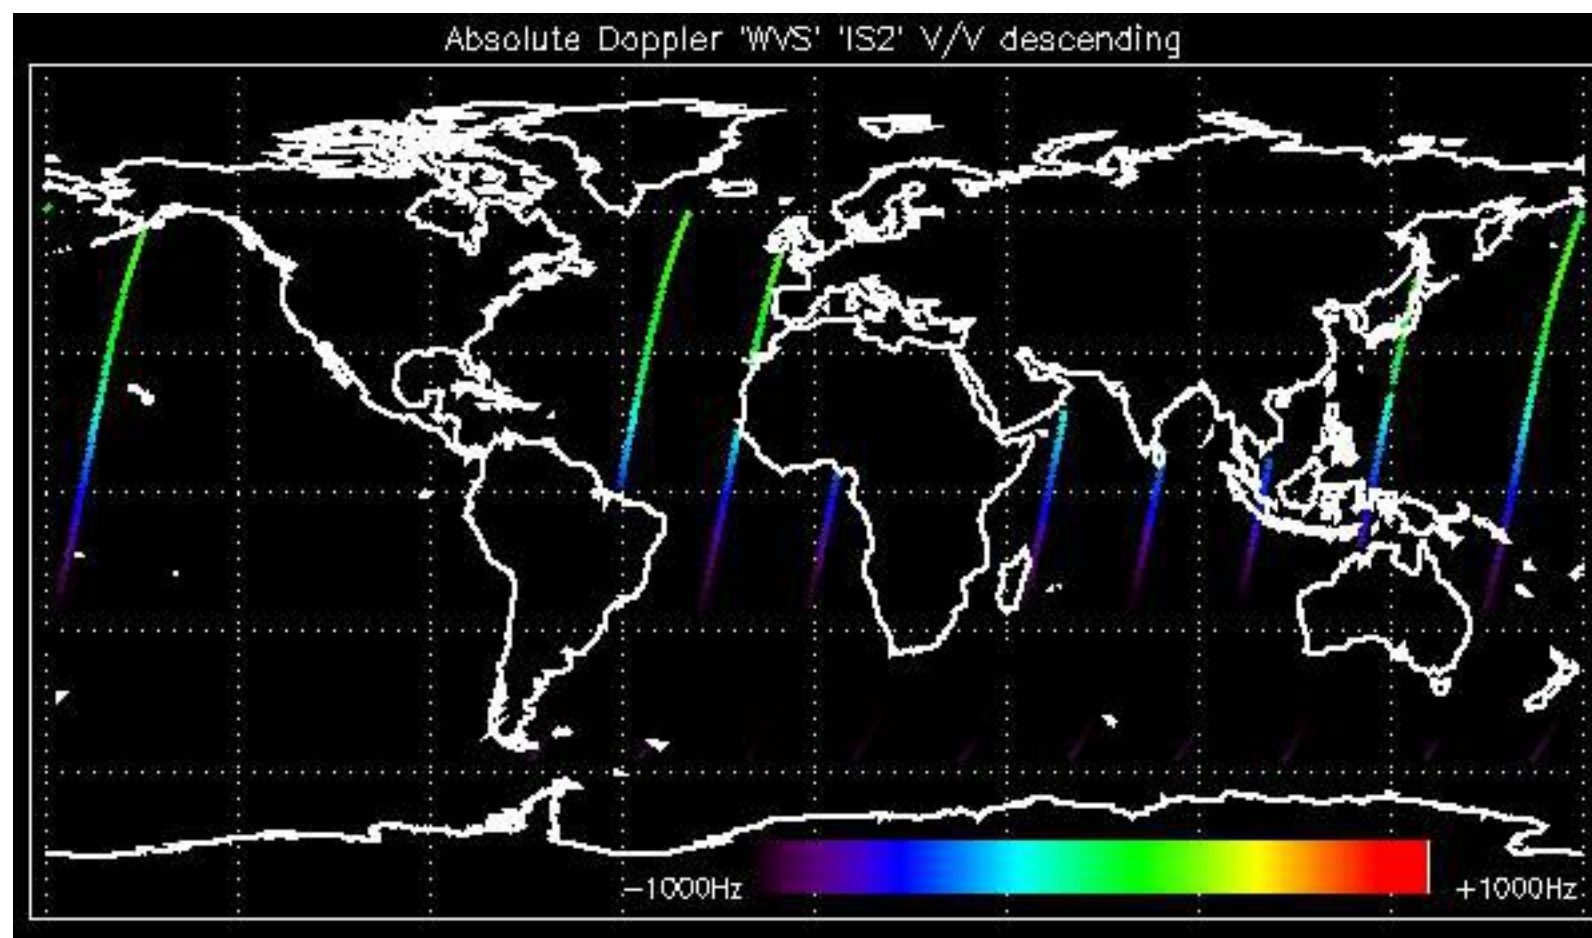 Absolute Doppler 'WVS' 'IS2' V/V descending
−1000Hz
+1000Hz